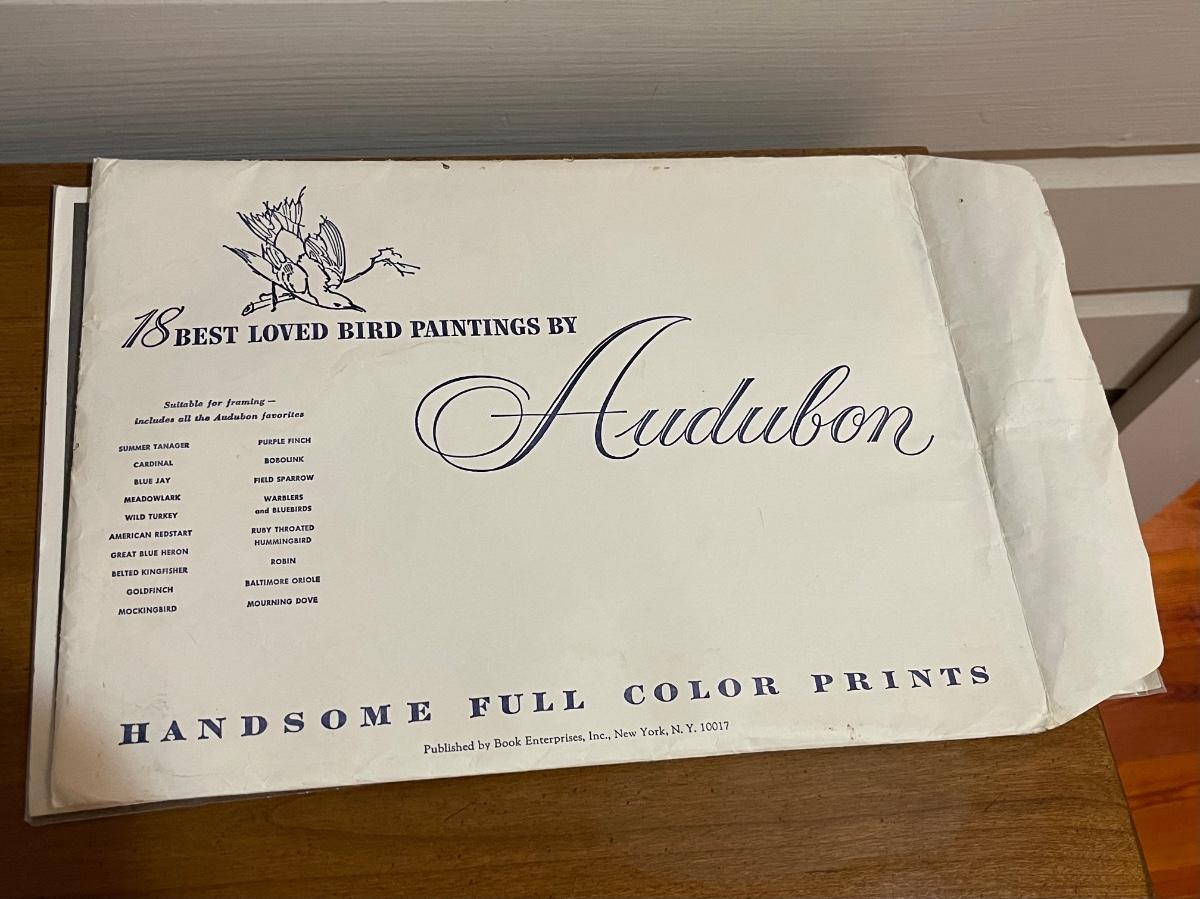 18 BEST LOVED BIRD PAINTINGS BY
Audubon
Suitable for framing —
includes all the Audubon favorites
SUMMER TANAGER
CARDINAL
BLUE JAY
MEADOWLARK
WILD TURKEY
AMERICAN REDSTART
GREAT BLUE HERON
BELTED KINGFISHER
GOLDFINCH
MOCKINGBIRD
PURPLE FINCH
BOBOLINK
FIELD SPARROW
WARBLERS
and BLUEBIRDS
RUBY THROATED
HUMMINGBIRD
ROBIN
BALTIMORE ORIOLE
MOURNING DOVE
HANDSOME FULL COLOR PRINTS
Published by Book Enterprises, Inc., New York, N. Y. 10017